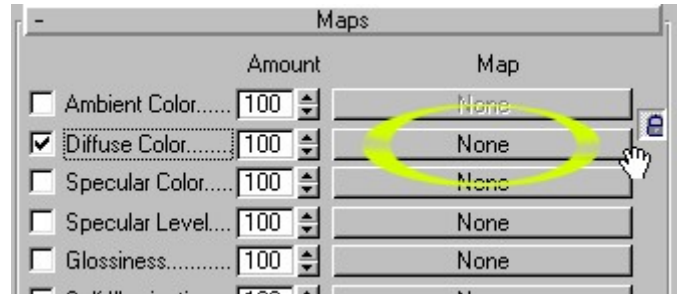 - Maps
Amount Map
Ambient Color...... 100 None
Diffuse Color........ 100 None
Specular Color..... 100 None
Specular Level.... 100 None
Glossiness........... 100 None